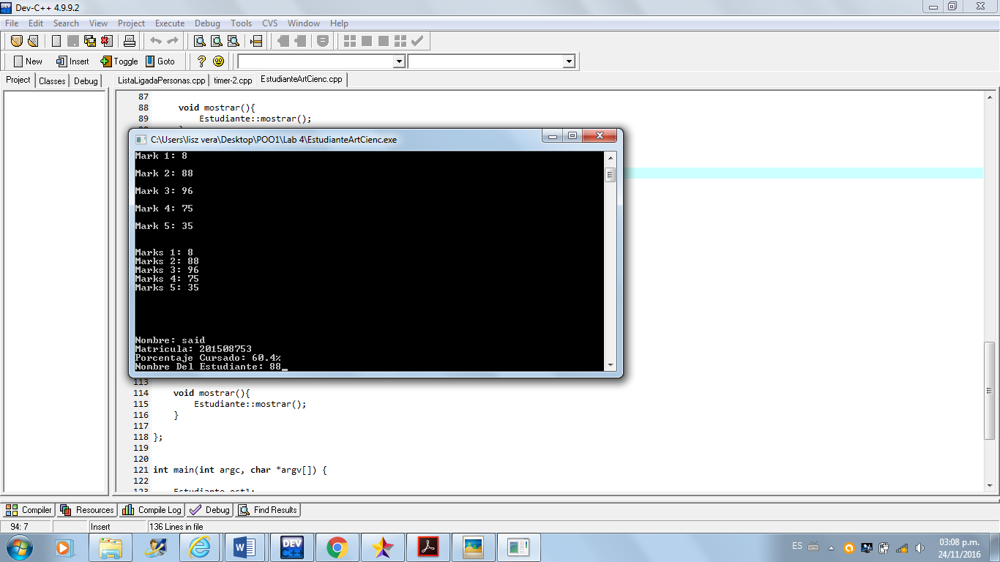 Dev-C++ 4.9.9.2
File Edit Search View Project Execute Debug Tools CVS Window Help
New Insert Toggle Goto
Project Classes Debug
ListaLigadaPersonas.cpp timer-2.cpp EstudianteArtCienc.cpp
87
88 void mostrar(){
89 Estudiante::mostrar();
C:\Users\lisz vera\Desktop\POO1\Lab 4\EstudianteArtCienc.exe
Mark 1: 8
Mark 2: 88
Mark 3: 96
Mark 4: 75
Mark 5: 35
Marks 1: 8
Marks 2: 88
Marks 3: 96
Marks 4: 75
Marks 5: 35
Nombre: said
Matricula: 201508753
Porcentaje Cursado: 60.4%
Nombre Del Estudiante: 88_
113
114 void mostrar(){
115 Estudiante::mostrar();
116 }
117
118 };
119
120
121 int main(int argc, char *argv[]) {
122
123 Estudiante est1;
Compiler Resources Compile Log Debug Find Results
94: 7 Insert 136 Lines in file
DEV
ES
03:08 p.m.
24/11/2016